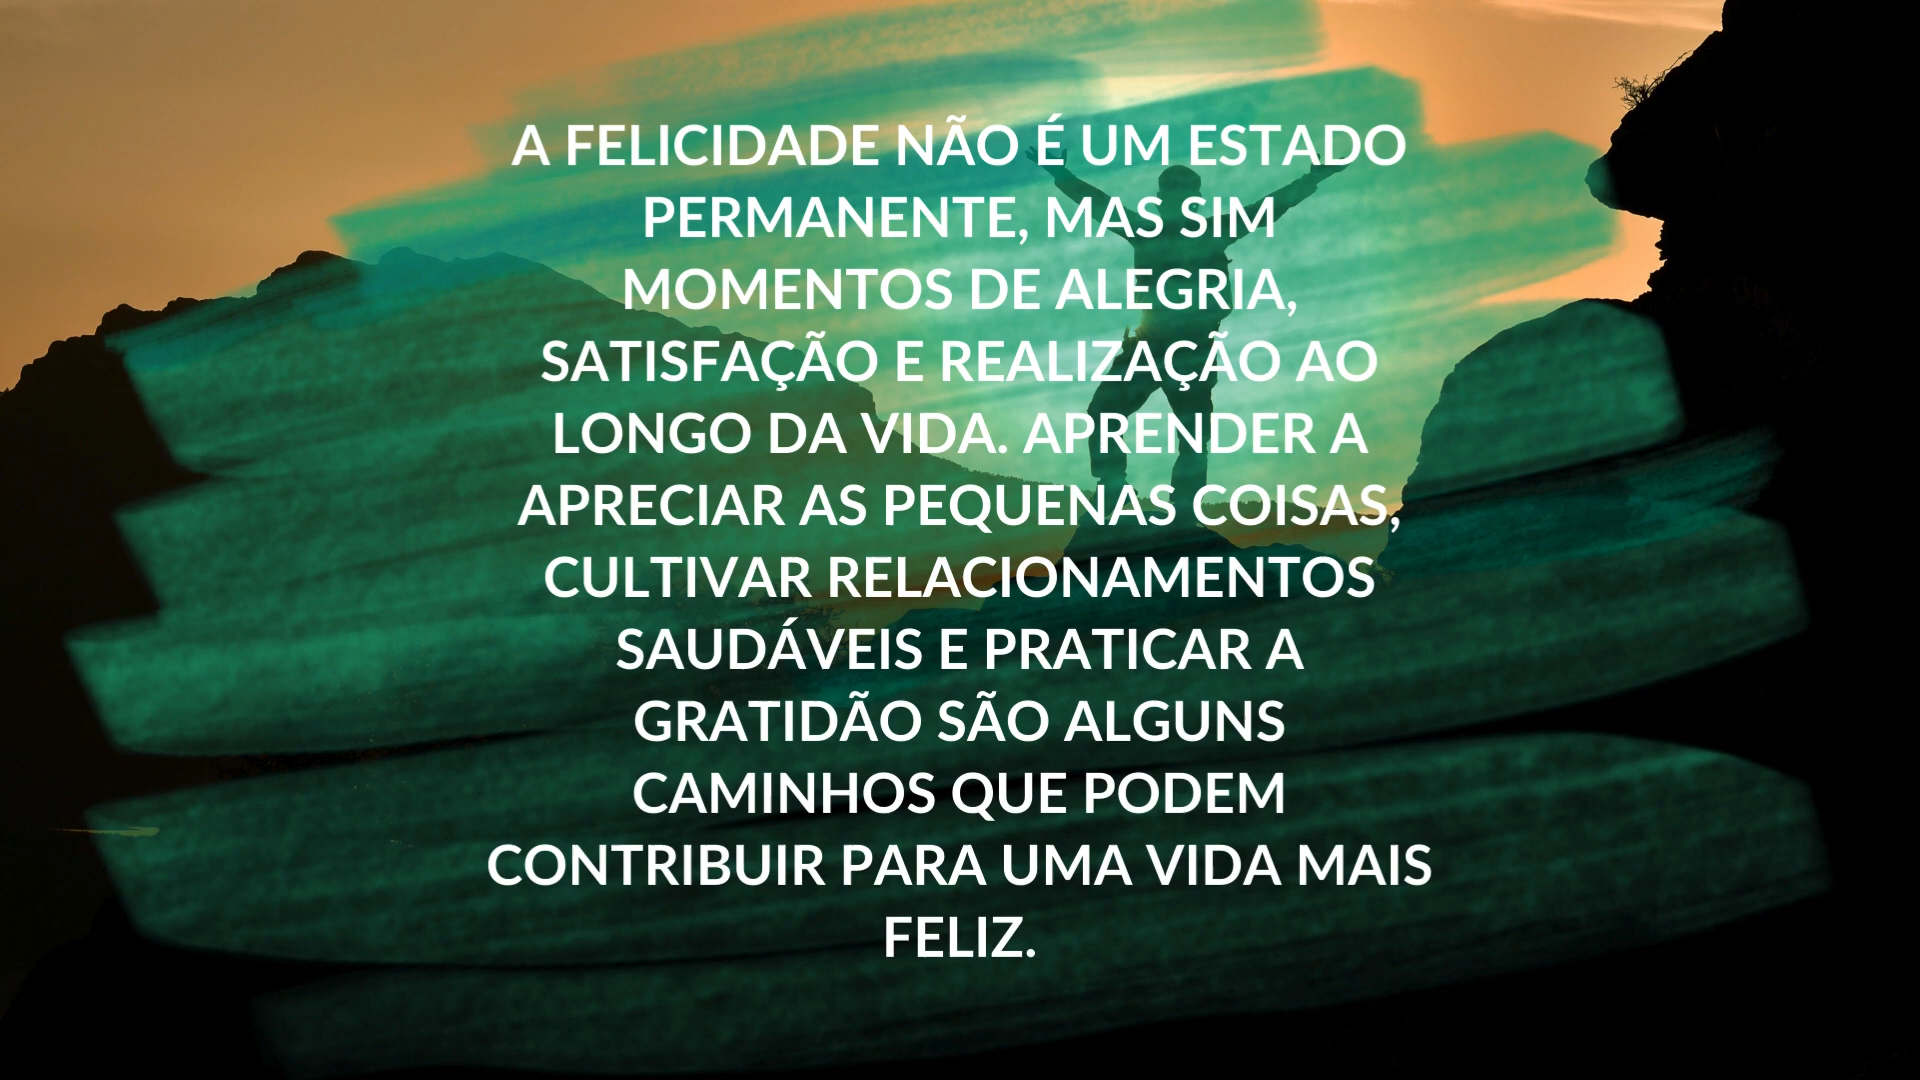 A FELICIDADE NÃO É UM ESTADO
PERMANENTE, MAS SIM
MOMENTOS DE ALEGRIA,
SATISFAÇÃO E REALIZAÇÃO AO
LONGO DA VIDA. APRENDER A
APRECIAR AS PEQUENAS COISAS,
CULTIVAR RELACIONAMENTOS
SAUDÁVEIS E PRATICAR A
GRATIDÃO SÃO ALGUNS
CAMINHOS QUE PODEM
CONTRIBUIR PARA UMA VIDA MAIS
FELIZ.